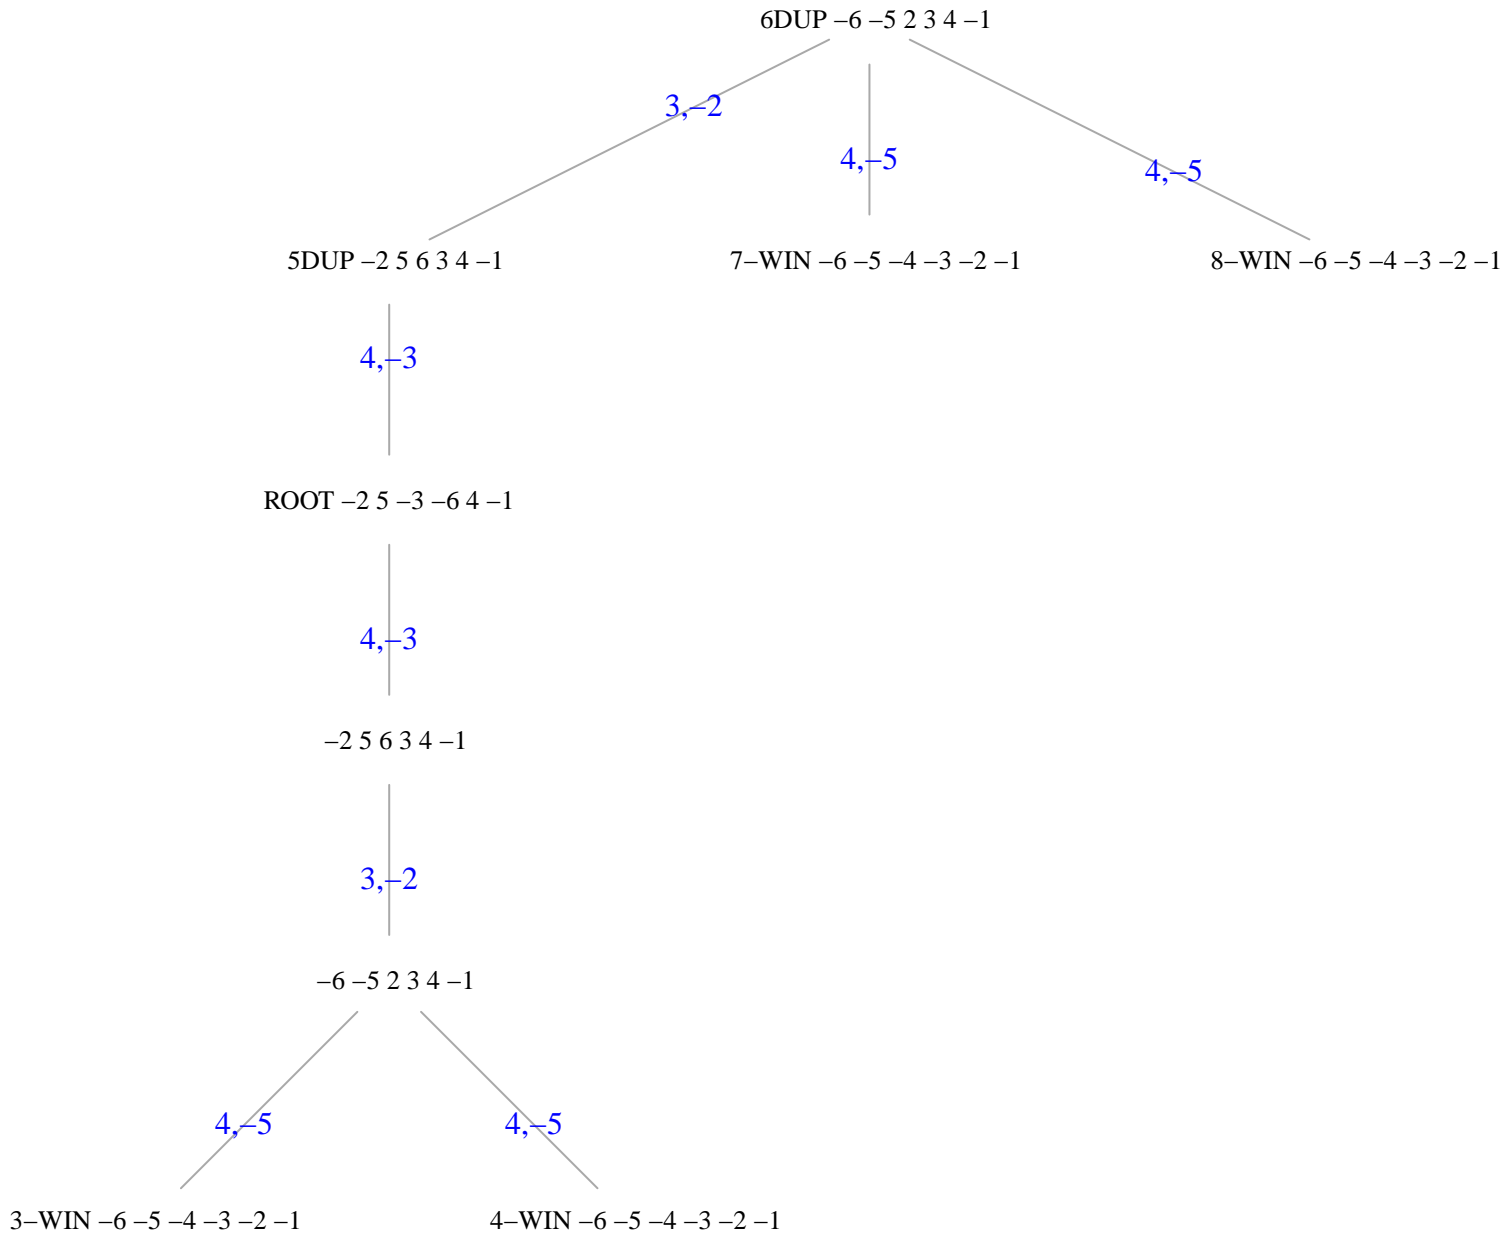 6DUP –6 –5 2 3 4 –1
3,–2
4,–5
4,–5
5DUP –2 5 6 3 4 –1
7–WIN –6 –5 –4 –3 –2 –1
8–WIN –6 –5 –4 –3 –2 –1
4,–3
ROOT –2 5 –3 –6 4 –1
4,–3
–2 5 6 3 4 –1
3,–2
–6 –5 2 3 4 –1
4,–5
4,–5
3–WIN –6 –5 –4 –3 –2 –1
4–WIN –6 –5 –4 –3 –2 –1